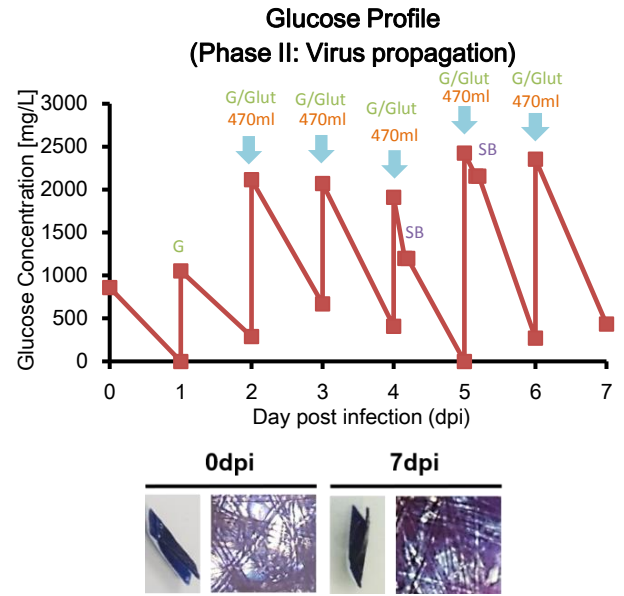 Glucose Profile
(Phase II: Virus propagation)
G/Glut
470ml
G/Glut
470ml
G/Glut
470ml
G/Glut
470ml
G/Glut
470ml
G
SB
SB
Glucose Concentration [mg/L]
3000
2500
2000
1500
1000
500
0
0 1 2 3 4 5 6 7
Day post infection (dpi)
0dpi 7dpi